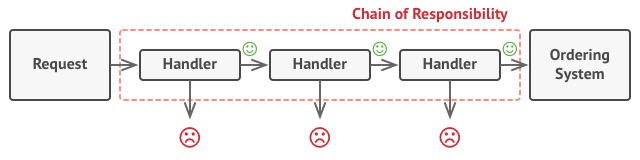 Chain of Responsibility
Request
Handler
Handler
Handler
Ordering
System